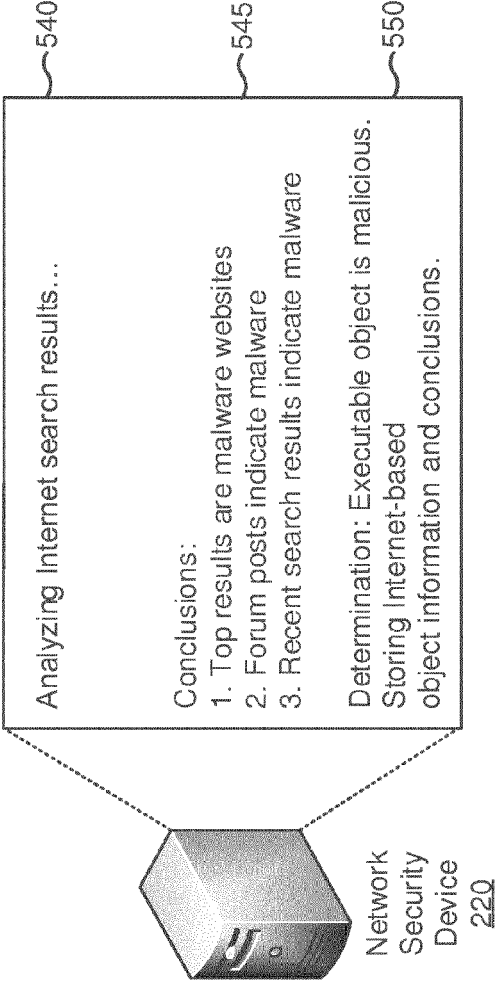 Analyzing Internet search results...
540
Conclusions:
1. Top results are malware websites
2. Forum posts indicate malware
3. Recent search results indicate malware
545
Determination: Executable object is malicious.
Storing Internet-based
object information and conclusions.
550
Network
Security
Device
220